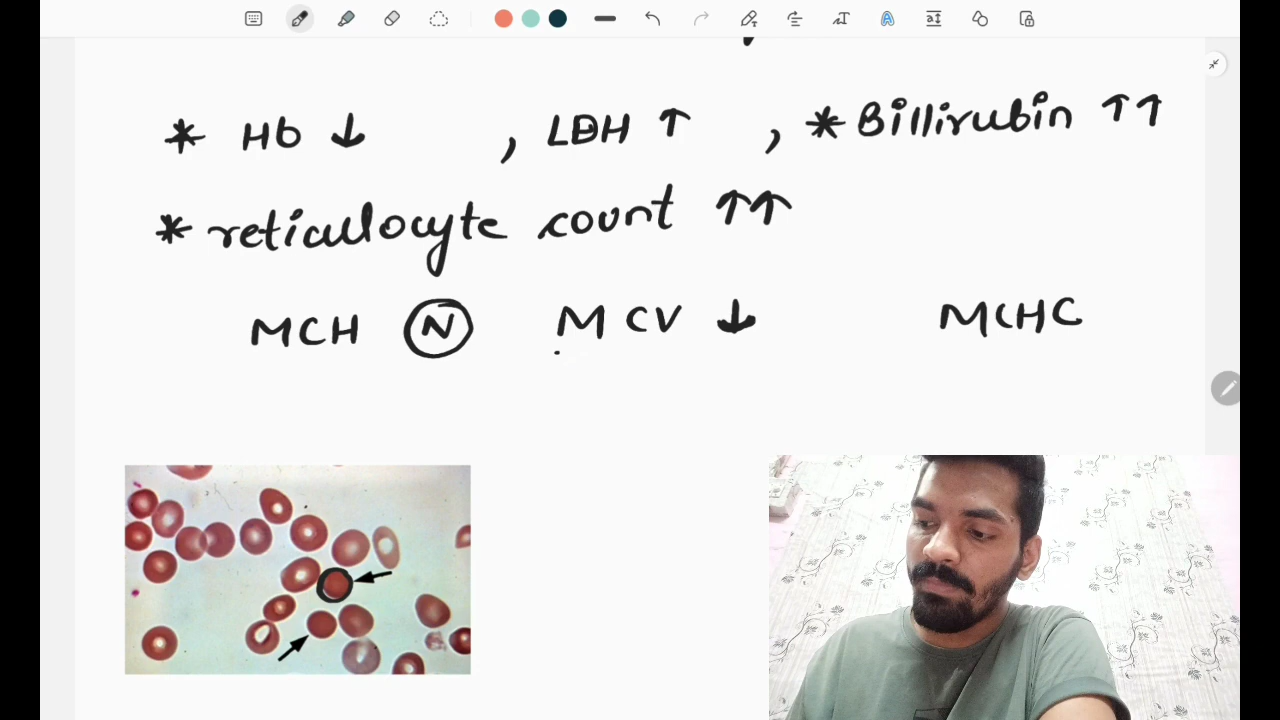 * Hb ↓ , LDH ↑ , * Billirubin ↑↑
* reticulocyte count ↑↑
MCH N MCV ↓ MCHC